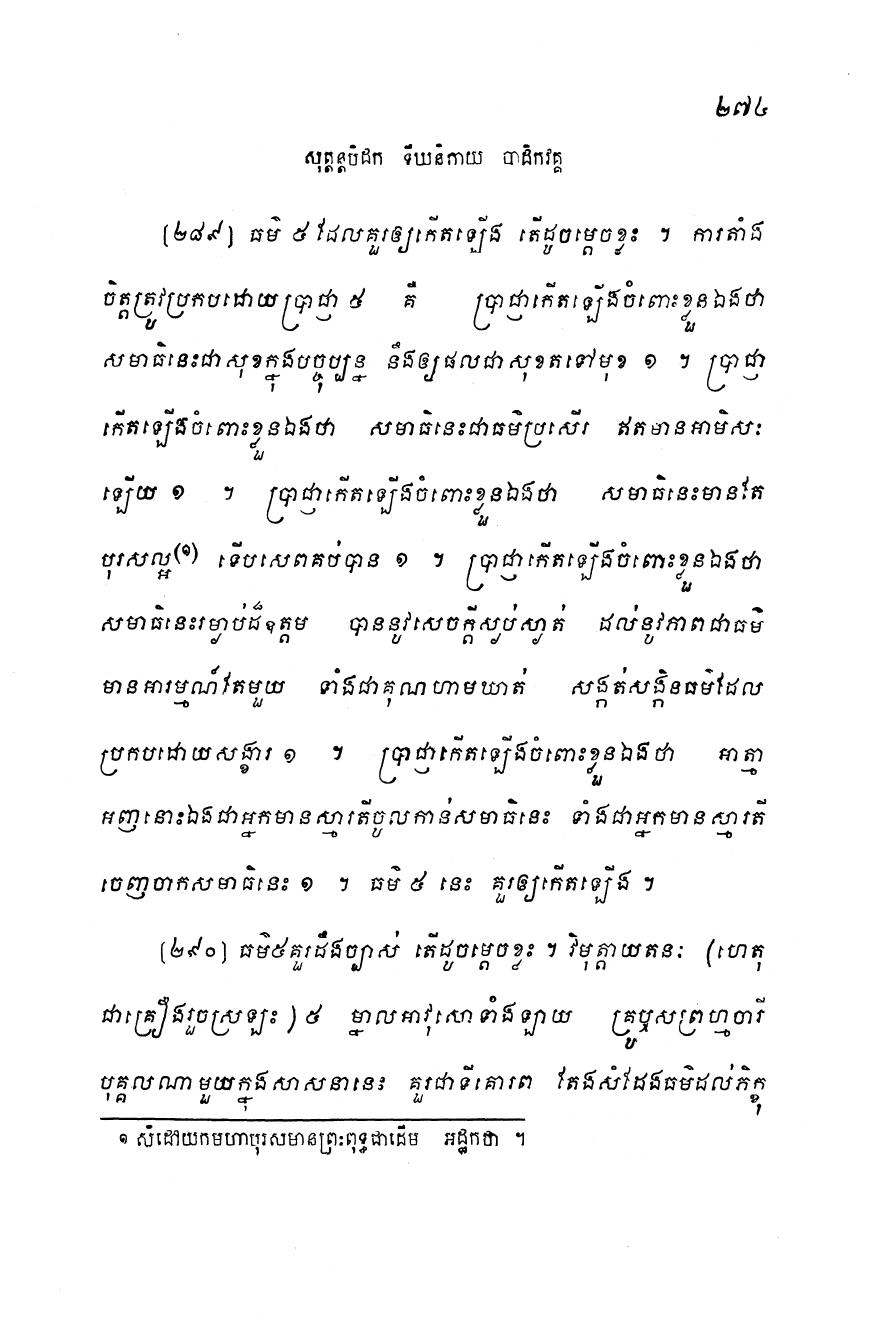 ២៧៤
សុត្តន្តបិដក ទីឃនិកាយ បាដិកវគ្គ
[២៨៩] ធម៌ ៥ ដែលគួរឲ្យកើតឡើង តើដូចម្តេចខ្លះ ។ ការតាំង
ចិត្តត្រូវប្រកបដោយប្រាជ្ញា ៥ គឺ ប្រាជ្ញាកើតឡើងចំពោះខ្លួនឯងថា
សមាធិនេះជាសុខក្នុងបច្ចុប្បន្ន នឹងឲ្យផលជាសុខតទៅមុខ ១ ។ ប្រាជ្ញា
កើតឡើងចំពោះខ្លួនឯងថា សមាធិនេះជាធម៌ប្រសើរ ឥតមានអាមិសៈ
ឡើយ ១ ។ ប្រាជ្ញាកើតឡើងចំពោះខ្លួនឯងថា សមាធិនេះមានតែ
បុរសល្អ(១) ទើបសេពគប់បាន ១ ។ ប្រាជ្ញាកើតឡើងចំពោះខ្លួនឯងថា
សមាធិនេះរម្ងាប់ដ៏ឧត្តម បាននូវសេចក្តីស្ងប់ស្ងាត់ ដល់នូវភាពជាធម៌
មានអារម្មណ៍តែមួយ ទាំងជាគុណហាមឃាត់ សង្កត់សង្កិនធម៌ដែល
ប្រកបដោយសង្ខារ ១ ។ ប្រាជ្ញាកើតឡើងចំពោះខ្លួនឯងថា អាត្មា
អញនោះឯងជាអ្នកមានស្មារតីចូលកាន់សមាធិនេះ ទាំងជាអ្នកមានស្មារតី
ចេញចាកសមាធិនេះ ១ ។ ធម៌ ៥ នេះ គួរឲ្យកើតឡើង ។
[២៩០] ធម៌៥គួរដឹងច្បាស់ តើដូចម្តេចខ្លះ ។ វិមុត្តាយតនៈ (ហេតុ
ជាគ្រឿងរួចស្រឡះ) ៥ ម្នាលអាវុសោទាំងឡាយ គ្រូឬសព្រហ្មចារី
បុគ្គលណាមួយក្នុងសាសនានេះ គួរជាទីគោរព តែងសំដែងធម៌ដល់ភិក្ខុ
១ សំដៅយកមហាបុរសមានព្រះពុទ្ធជាដើម អដ្ឋកថា ។